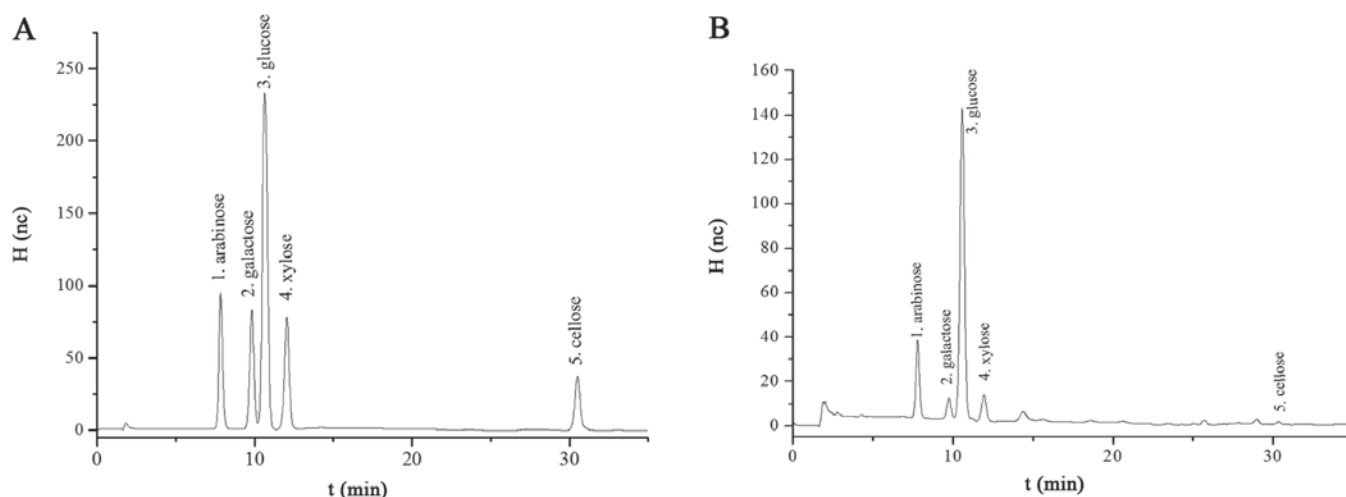 A
H (nc)
250
200
150
100
50
0
1. arabinose
2. galactose
3. glucose
4. xylose
5. cellose
0
10
20
30
t (min)
B
H (nc)
160
140
120
100
80
60
40
20
0
1. arabinose
2. galactose
3. glucose
4. xylose
5. cellose
0
10
20
30
t (min)